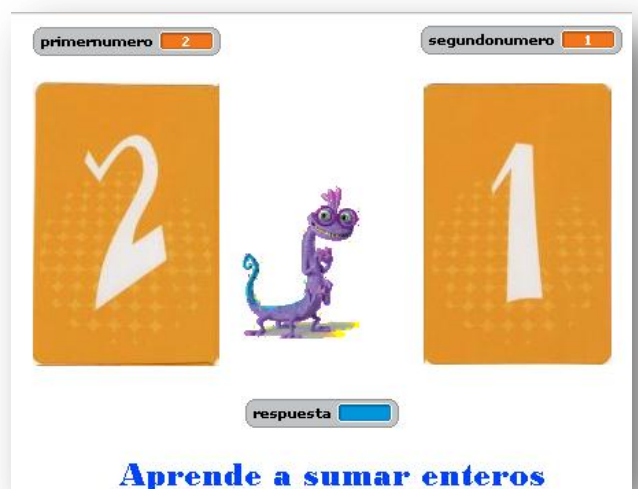 primernumero 2
segundonumero 1
2
1
respuesta
Aprende a sumar enteros